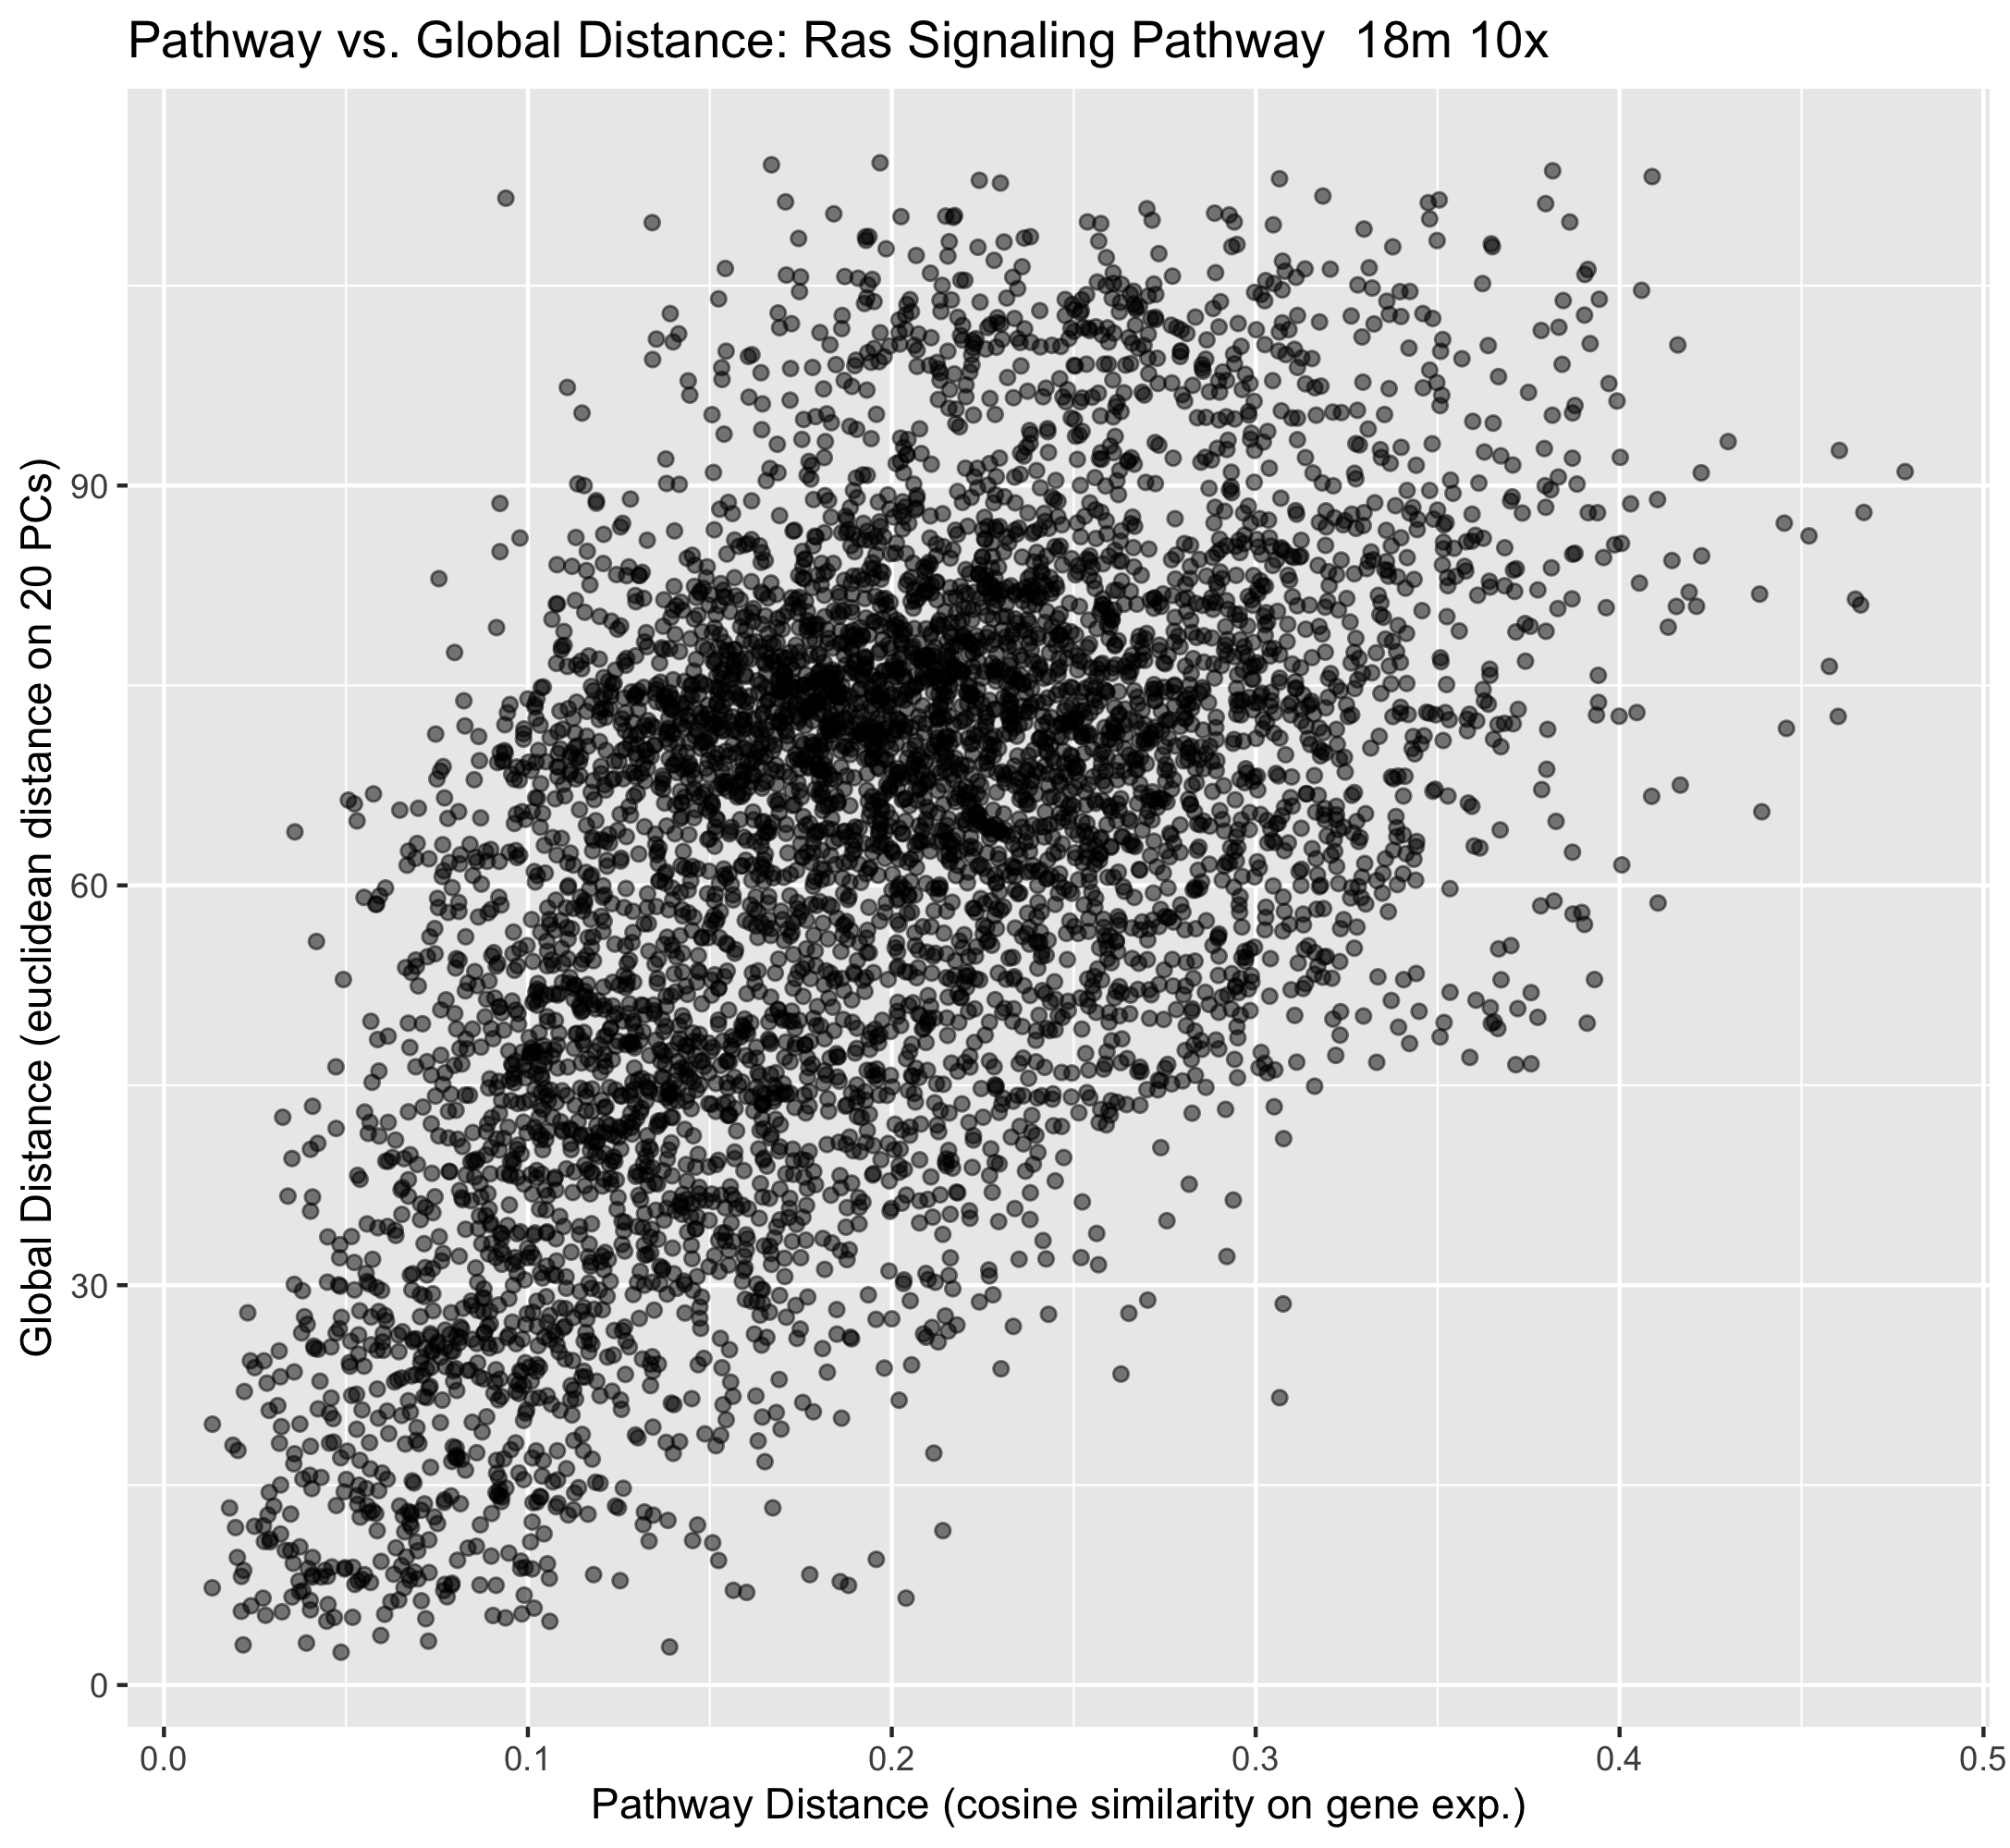 Pathway vs. Global Distance: Ras Signaling Pathway  18m 10x
Global Distance (euclidean distance on 20 PCs)
90
60
30
0
0.0 0.1 0.2 0.3 0.4 0.5
Pathway Distance (cosine similarity on gene exp.)